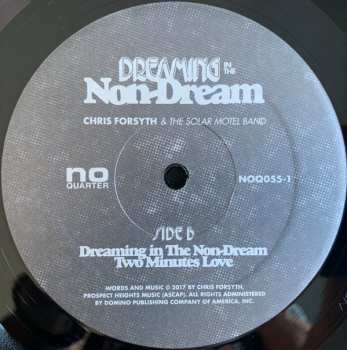 DREAMING IN THE
Non-Dream
CHRIS FORSYTH & THE SOLAR MOTEL BAND
no
QUARTER
NOQ055-1
SIDE b
Dreaming in The Non-Dream
Two Minutes Love
WORDS AND MUSIC © 2017 BY CHRIS FORSYTH,
PROSPECT HEIGHTS MUSIC (ASCAP). ALL RIGHTS ADMINISTERED
BY DOMINO PUBLISHING COMPANY OF AMERICA, INC.